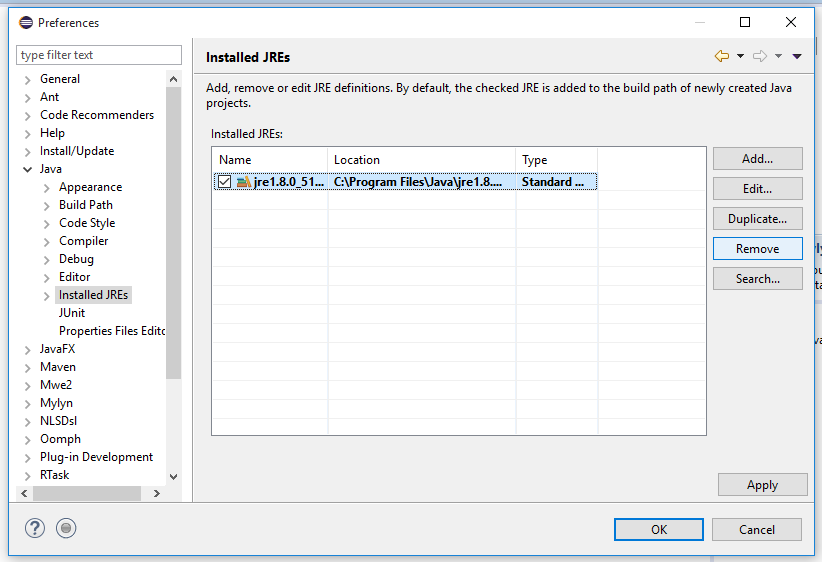 Preferences
type filter text
General
Ant
Code Recommenders
Help
Install/Update
Java
Appearance
Build Path
Code Style
Compiler
Debug
Editor
Installed JREs
JUnit
Properties Files Edito
JavaFX
Maven
Mwe2
Mylyn
NLSDsl
Oomph
Plug-in Development
RTask
Installed JREs
Add, remove or edit JRE definitions. By default, the checked JRE is added to the build path of newly created Java
projects.
Installed JREs:
Name Location Type
jre1.8.0_51... C:\Program Files\Java\jre1.8.... Standard ...
Add...
Edit...
Duplicate...
Remove
Search...
Apply
OK Cancel